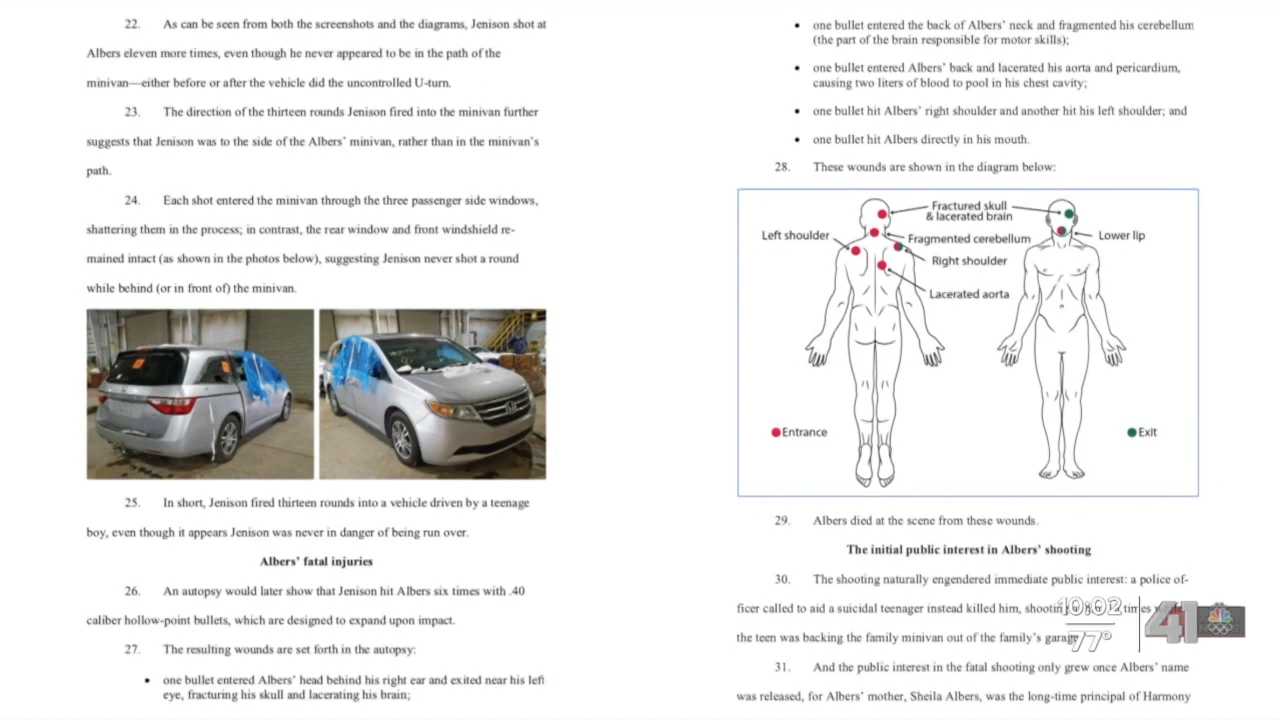 22. As can be seen from both the screenshots and the diagrams, Jenison shot at
Albers eleven more times, even though he never appeared to be in the path of the
minivan—either before or after the vehicle did the uncontrolled U-turn.
23. The direction of the thirteen rounds Jenison fired into the minivan further
suggests that Jenison was to the side of the Albers’ minivan, rather than in the minivan’s
path.
24. Each shot entered the minivan through the three passenger side windows,
shattering them in the process; in contrast, the rear window and front windshield re-
mained intact (as shown in the photos below), suggesting Jenison never shot a round
while behind (or in front of) the minivan.
25. In short, Jenison fired thirteen rounds into a vehicle driven by a teenage
boy, even though it appears Jenison was never in danger of being run over.
Albers’ fatal injuries
26. An autopsy would later show that Jenison hit Albers six times with .40
caliber hollow-point bullets, which are designed to expand upon impact.
27. The resulting wounds are set forth in the autopsy:
• one bullet entered Albers’ head behind his right ear and exited near his left
eye, fracturing his skull and lacerating his brain;
• one bullet entered the back of Albers’ neck and fragmented his cerebellum
(the part of the brain responsible for motor skills);
• one bullet entered Albers’ back and lacerated his aorta and pericardium,
causing two liters of blood to pool in his chest cavity;
• one bullet hit Albers’ right shoulder and another hit his left shoulder; and
• one bullet hit Albers directly in his mouth.
28. These wounds are shown in the diagram below:
Fractured skull
& lacerated brain
Left shoulder
Fragmented cerebellum
Lower lip
Right shoulder
Lacerated aorta
Entrance
Exit
29. Albers died at the scene from these wounds.
The initial public interest in Albers’ shooting
30. The shooting naturally engendered immediate public interest: a police of-
ficer called to aid a suicidal teenager instead killed him, shooting times
the teen was backing the family minivan out of the family’s garage
31. And the public interest in the fatal shooting only grew once Albers’ name
was released, for Albers’ mother, Sheila Albers, was the long-time principal of Harmony
10:02
77°
41